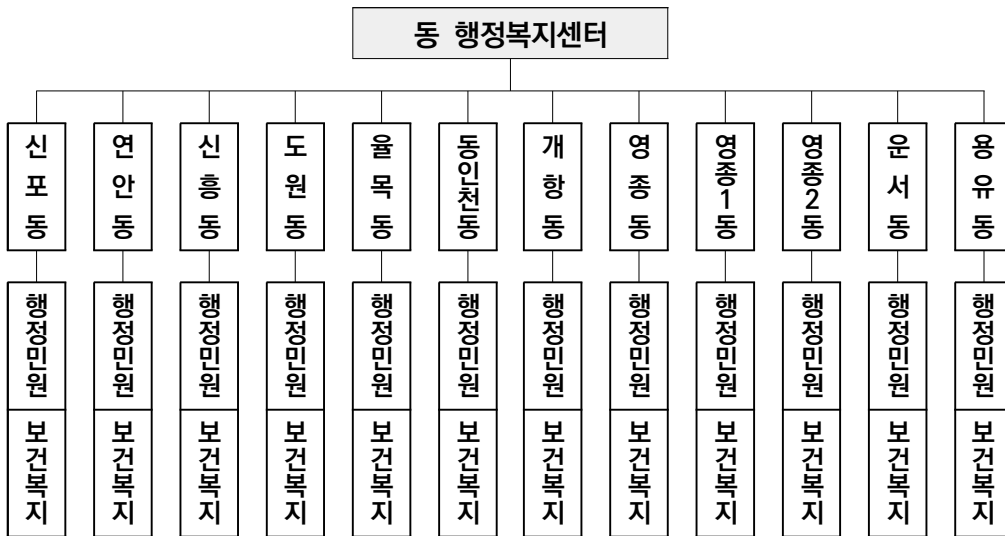 동 행정복지센터
신포동
연안동
신흥동
도원동
율목동
동인천동
개항동
영종동
영종1동
영종2동
운서동
용유동
행정민원
행정민원
행정민원
행정민원
행정민원
행정민원
행정민원
행정민원
행정민원
행정민원
행정민원
행정민원
보건복지
보건복지
보건복지
보건복지
보건복지
보건복지
보건복지
보건복지
보건복지
보건복지
보건복지
보건복지